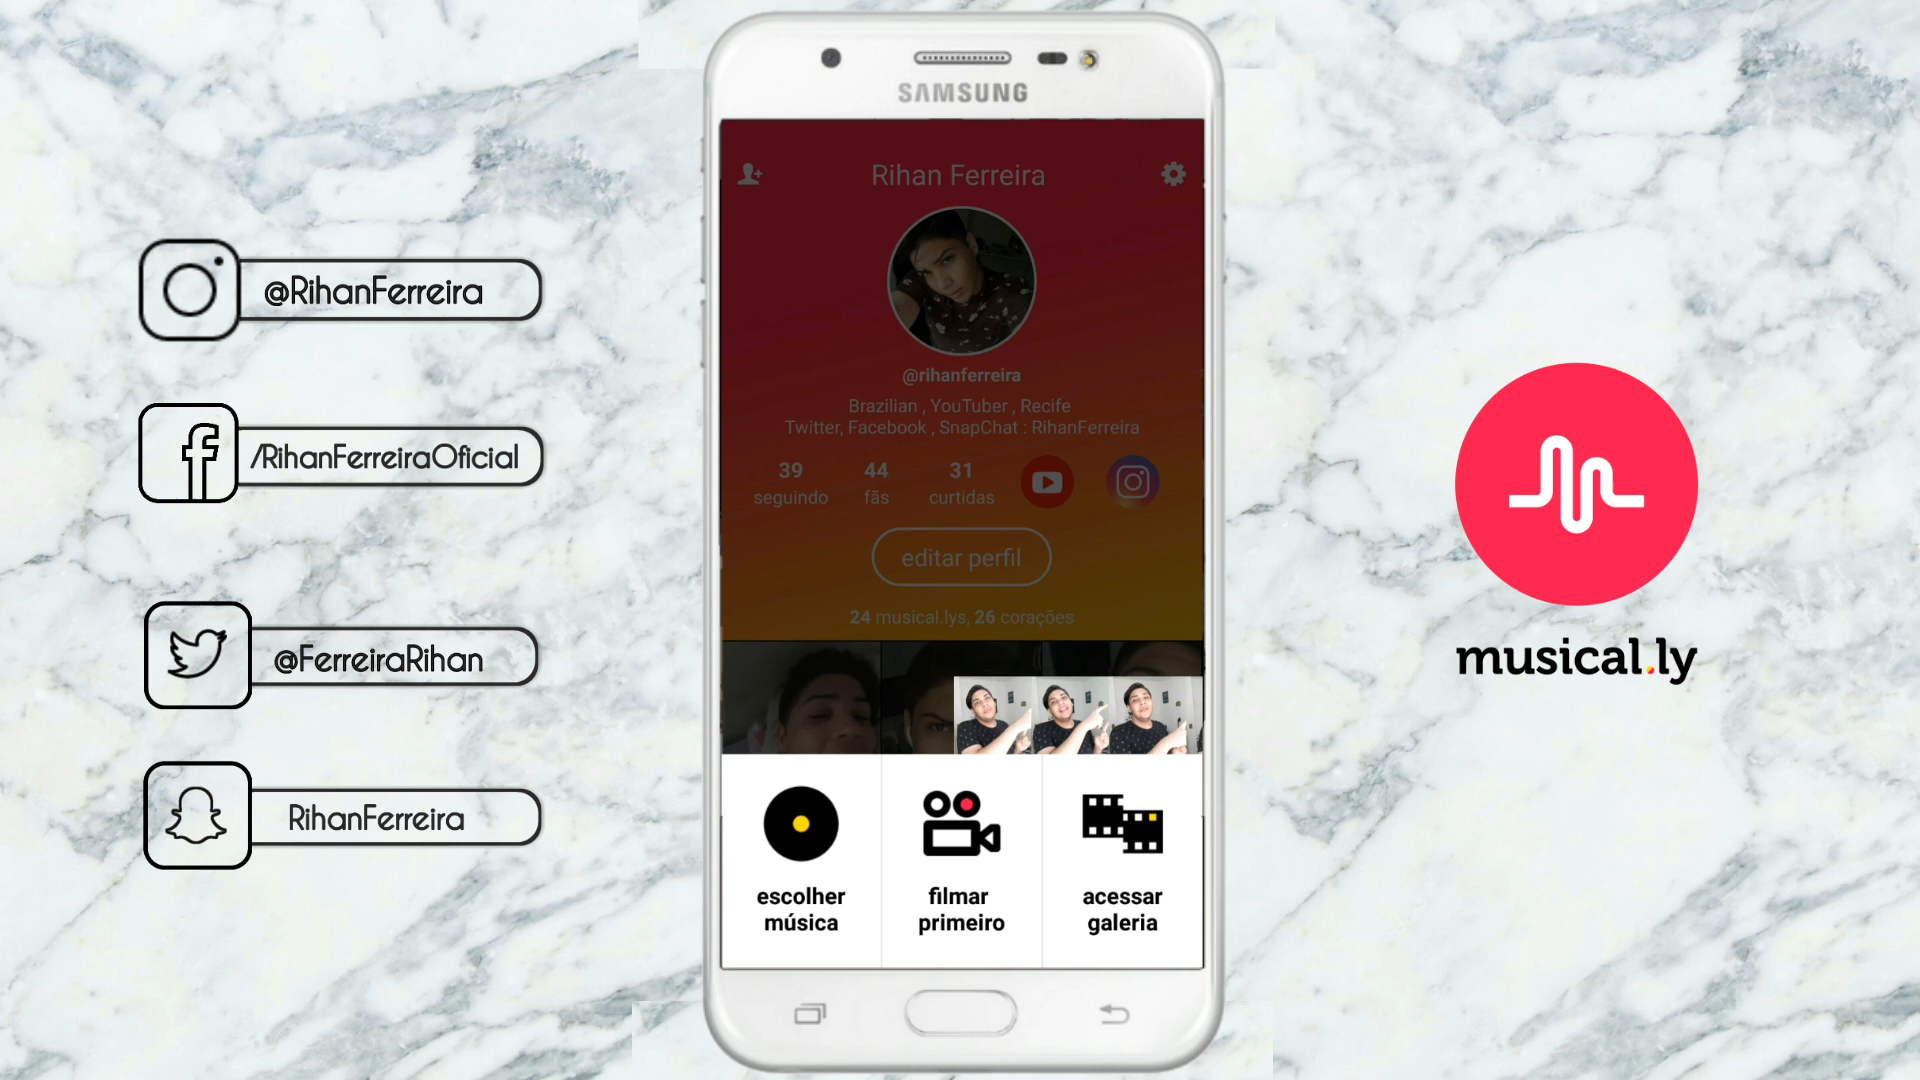 @RihanFerreira
/RihanFerreiraOficial
@FerreiraRihan
RihanFerreira
SAMSUNG
Rihan Ferreira
@rihanferreira
Brazilian , YouTuber , Recife
Twitter, Facebook , SnapChat : RihanFerreira
39 44 31
seguindo fãs curtidas
editar perfil
24 musical.lys, 26 corações
escolher música
filmar primeiro
acessar galeria
musical.ly